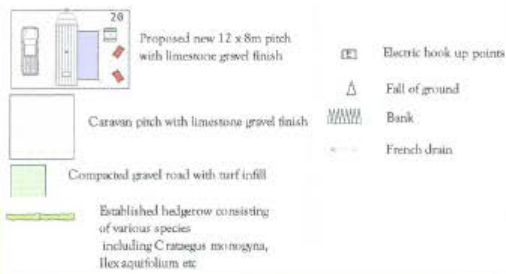 20
Proposed new 12 x 8m pitch
with limestone gravel finish
Caravan pitch with limestone gravel finish
Compacted gravel road with turf infill
Established hedgerow consisting
of various species
including Crataegus monogyna,
Ilex aquifolium etc
E
Electric hook up points
Fall of ground
Bank
French drain